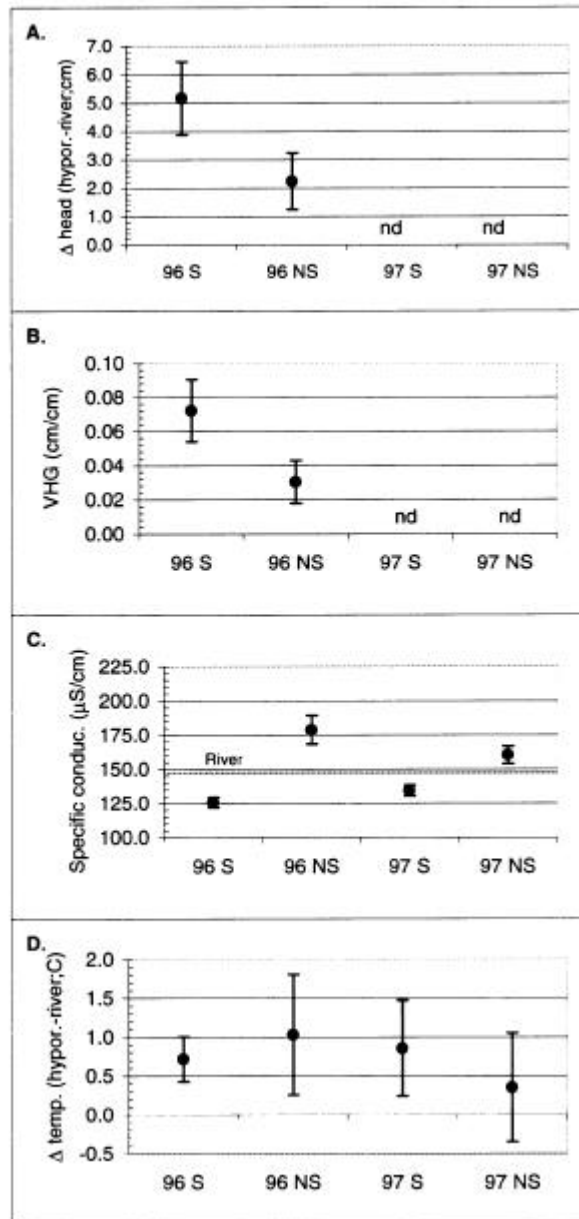 A.
Δ head (hypor.-river;cm)
7.0
6.0
5.0
4.0
3.0
2.0
1.0
0.0
nd nd
96 S 96 NS 97 S 97 NS
B.
VHG (cm/cm)
0.10
0.08
0.06
0.04
0.02
0.00
nd nd
96 S 96 NS 97 S 97 NS
C.
Specific conduc. (µS/cm)
225.0
200.0
175.0
150.0
125.0
100.0
River
96 S 96 NS 97 S 97 NS
D.
Δ temp. (hypor.-river;C)
2.0
1.5
1.0
0.5
0.0
-0.5
96 S 96 NS 97 S 97 NS